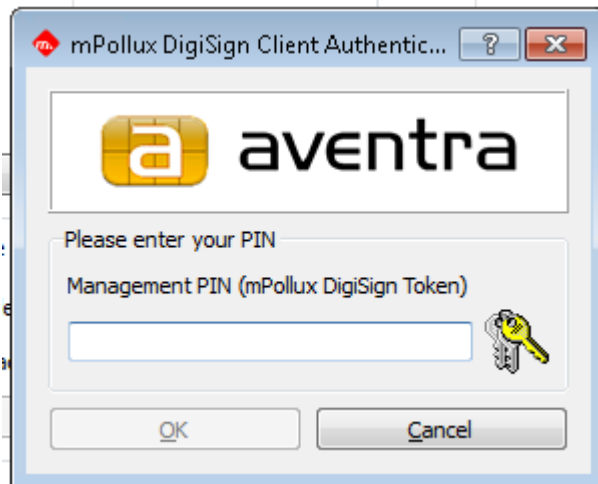 mPollux DigiSign Client Authentic...
aventra
Please enter your PIN
Management PIN (mPollux DigiSign Token)
OK
Cancel